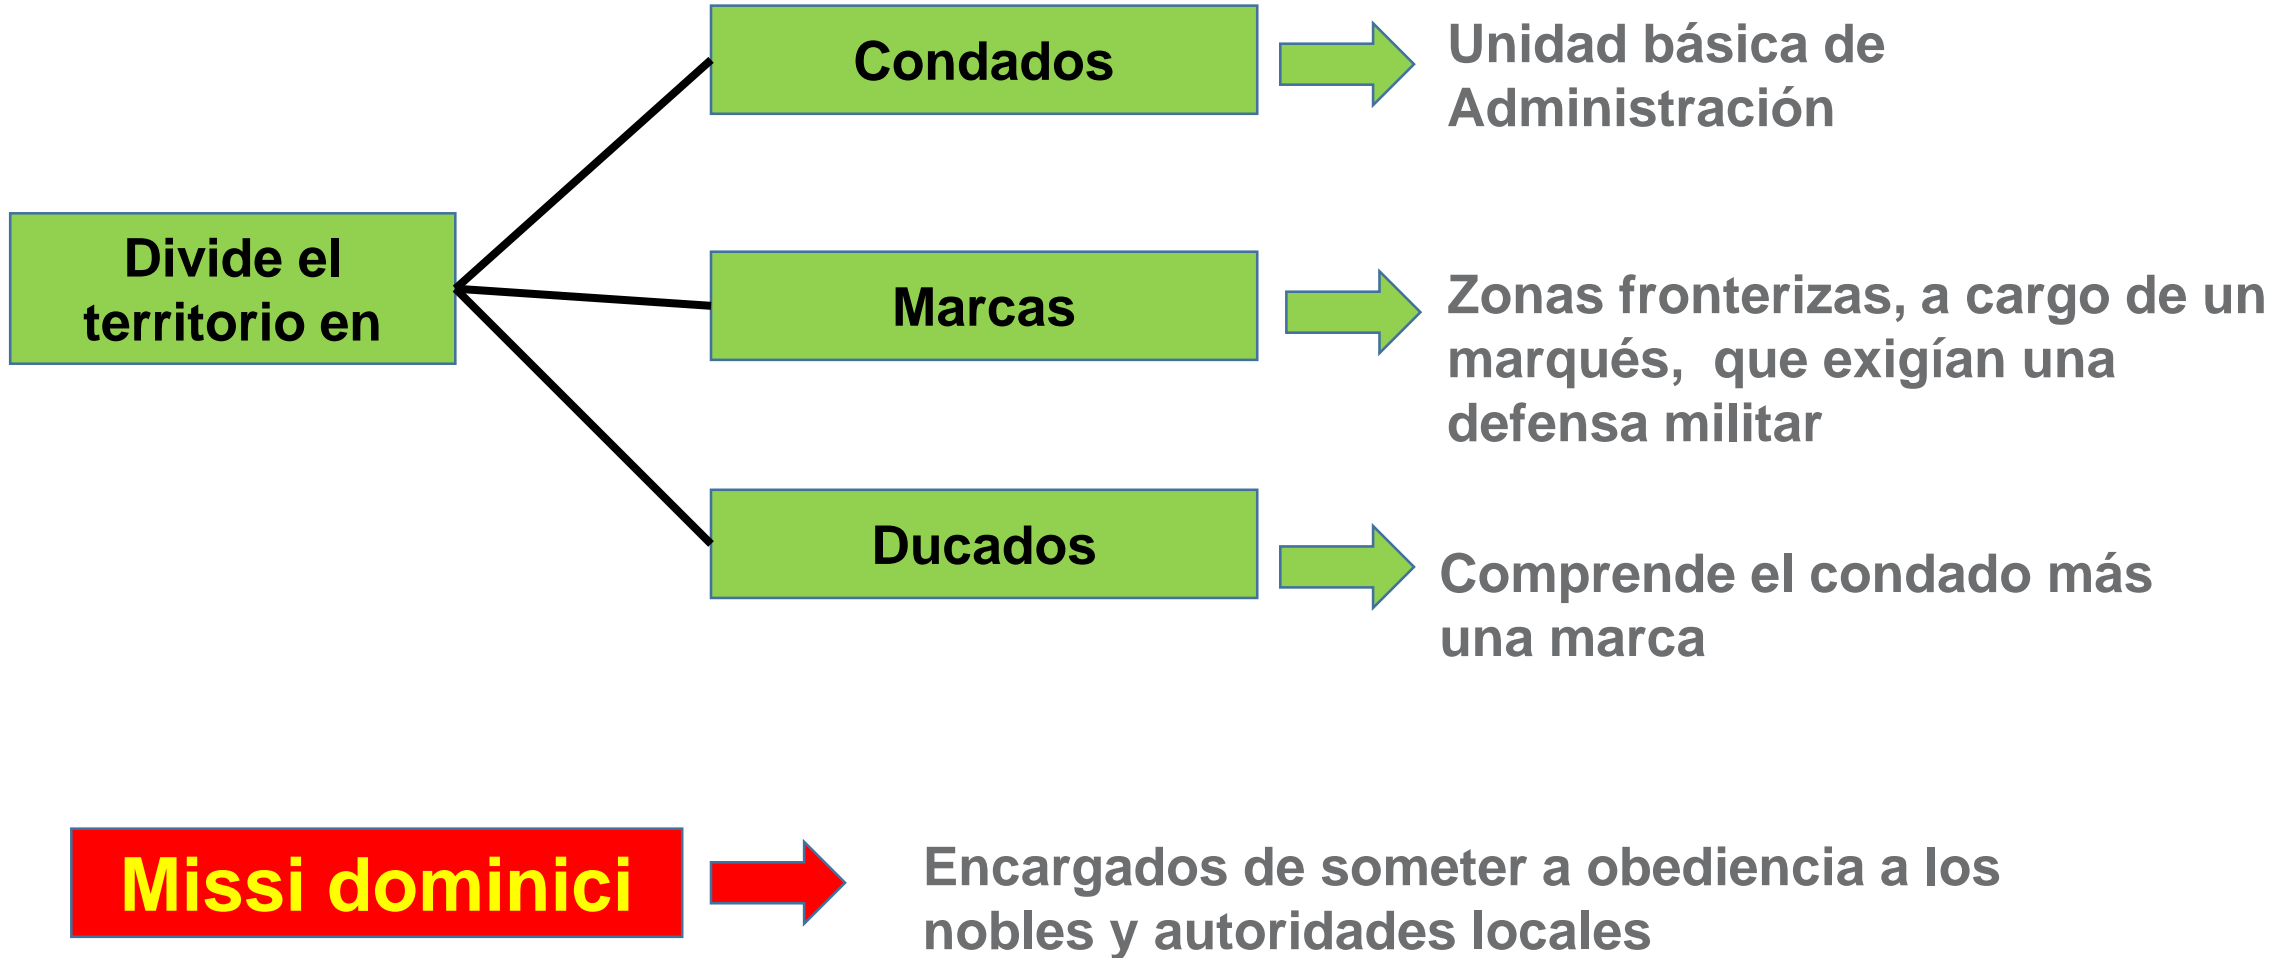 Condados
Unidad básica de
Administración
Divide el
territorio en
Marcas
Zonas fronterizas, a cargo de un
marqués,  que exigían una
defensa militar
Ducados
Comprende el condado más
una marca
Missi dominici
Encargados de someter a obediencia a los
nobles y autoridades locales